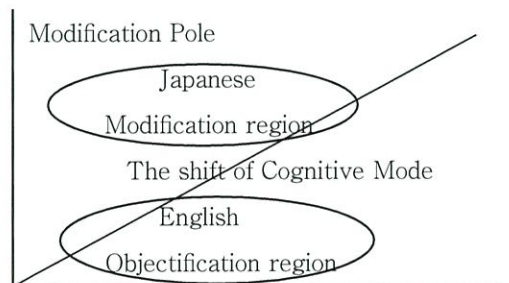 Modification Pole
Japanese
Modification region
The shift of Cognitive Mode
English
Objectification region